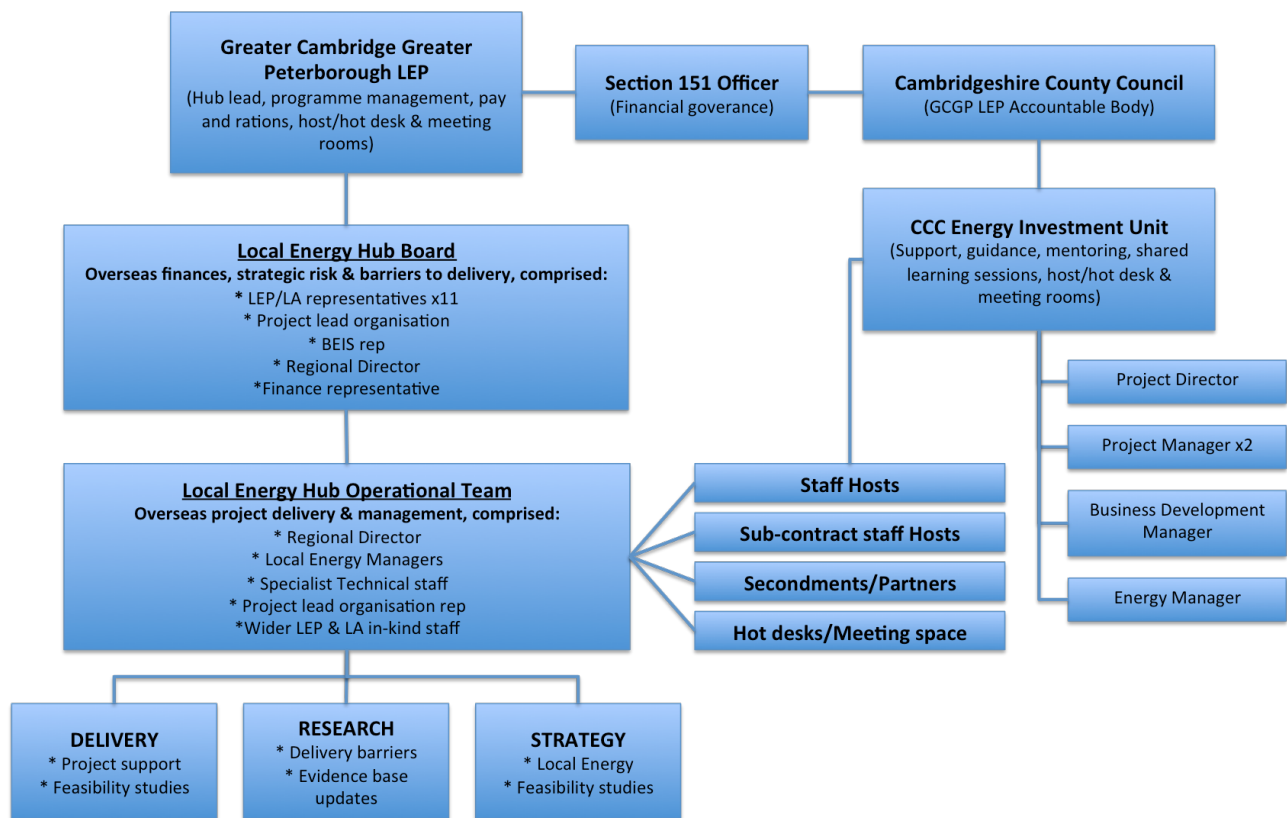 Greater Cambridge Greater
Peterborough LEP
(Hub lead, programme management, pay
and rations, host/hot desk & meeting
rooms)
Section 151 Officer
(Financial goverance)
Cambridgeshire County Council
(GCGP LEP Accountable Body)
Local Energy Hub Board
Overseas finances, strategic risk & barriers to delivery, comprised:
* LEP/LA representatives x11
* Project lead organisation
* BEIS rep
* Regional Director
*Finance representative
CCC Energy Investment Unit
(Support, guidance, mentoring, shared
learning sessions, host/hot desk &
meeting rooms)
Project Director
Project Manager x2
Business Development
Manager
Energy Manager
Local Energy Hub Operational Team
Overseas project delivery & management, comprised:
* Regional Director
* Local Energy Managers
* Specialist Technical staff
* Project lead organisation rep
*Wider LEP & LA in-kind staff
Staff Hosts
Sub-contract staff Hosts
Secondments/Partners
Hot desks/Meeting space
DELIVERY
* Project support
* Feasibility studies
RESEARCH
* Delivery barriers
* Evidence base
updates
STRATEGY
* Local Energy
* Feasibility studies